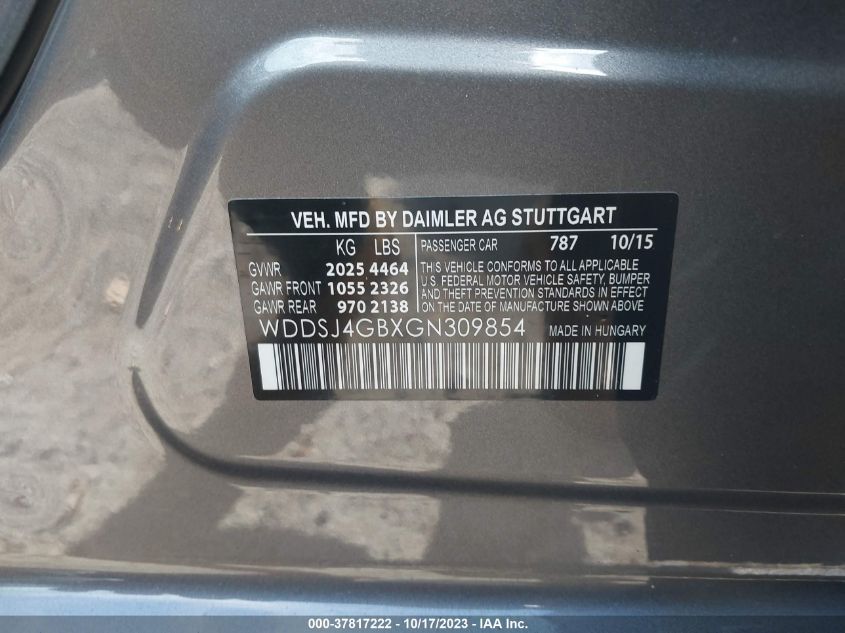 VEH. MFD BY DAIMLER AG STUTTGART
KG LBS
GVWR 2025 4464
GAWR FRONT 1055 2326
GAWR REAR 970 2138
PASSENGER CAR 787 10/15
THIS VEHICLE CONFORMS TO ALL APPLICABLE
U.S. FEDERAL MOTOR VEHICLE SAFETY, BUMPER
AND THEFT PREVENTION STANDARDS IN EFFECT
ON THE DATE OF MANUFACTURE SHOWN ABOVE
WDDSJ4GBXGN309854 MADE IN HUNGARY
000-37817222 - 10/17/2023 - IAA Inc.